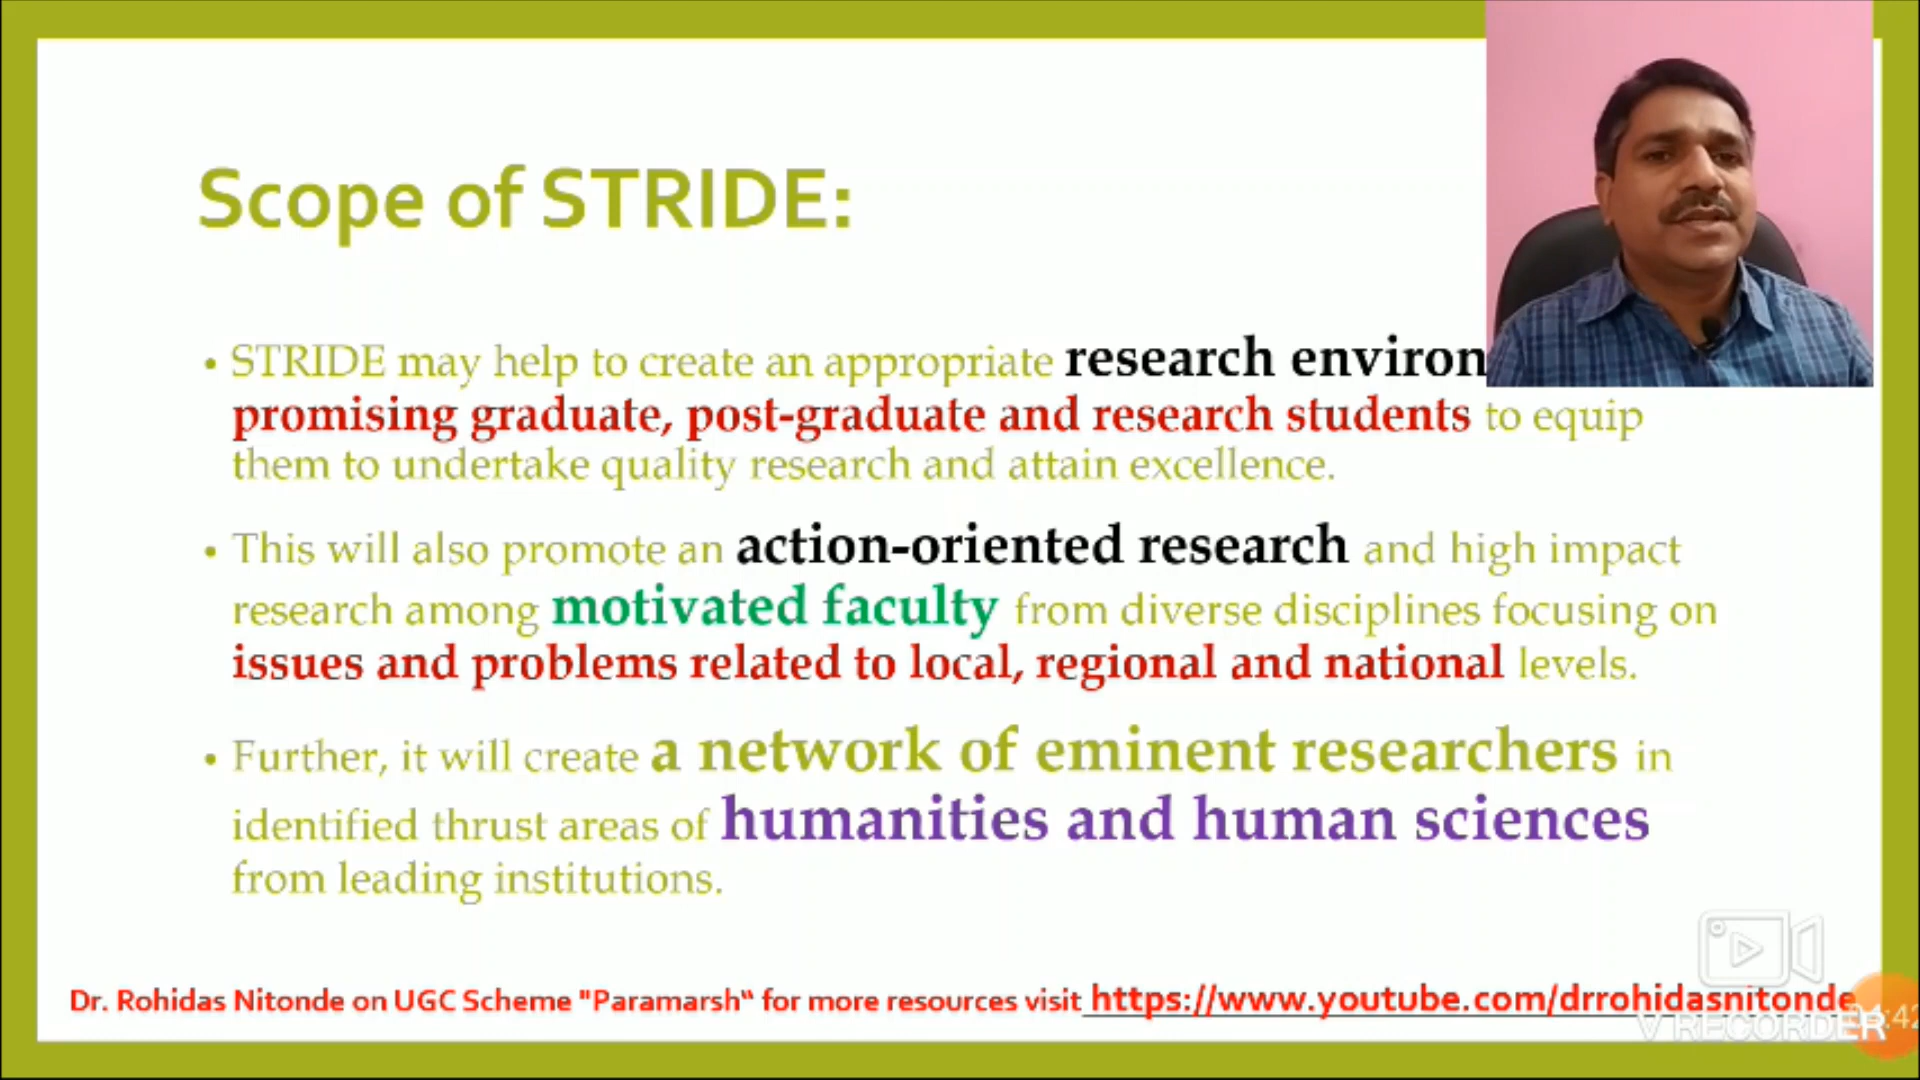 Scope of STRIDE:
• STRIDE may help to create an appropriate research environ
promising graduate, post-graduate and research students to equip
them to undertake quality research and attain excellence.
• This will also promote an action-oriented research and high impact
research among motivated faculty from diverse disciplines focusing on
issues and problems related to local, regional and national levels.
• Further, it will create a network of eminent researchers in
identified thrust areas of humanities and human sciences
from leading institutions.
Dr. Rohidas Nitonde on UGC Scheme "Paramarsh“ for more resources visit https://www.youtube.com/drrohidasnitonde
V RECORDER